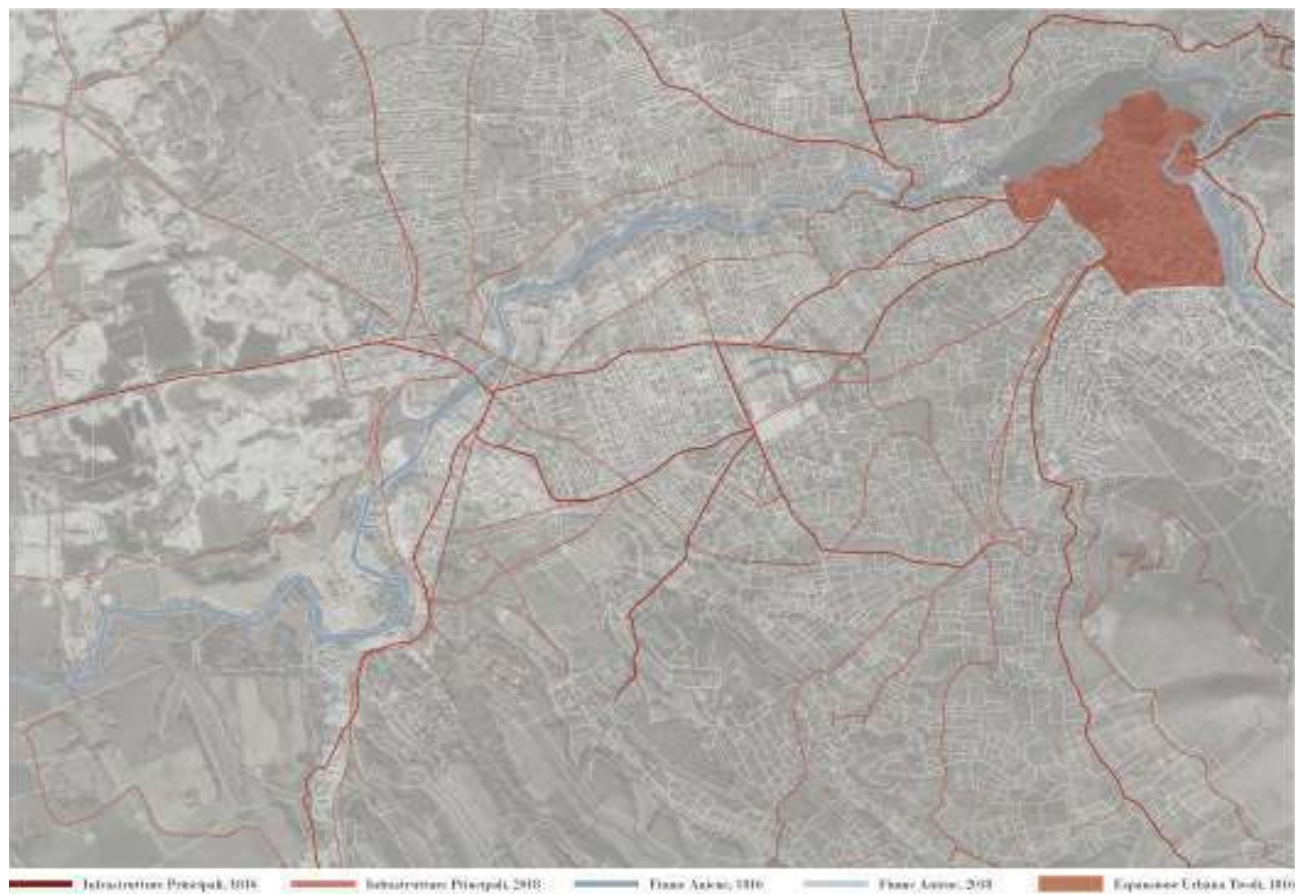 Infrastrutture Principali, 1816
Infrastrutture Principali, 2018
Fiume Aniene, 1816
Fiume Aniene, 2018
Espansione Urbana Tivoli, 1816